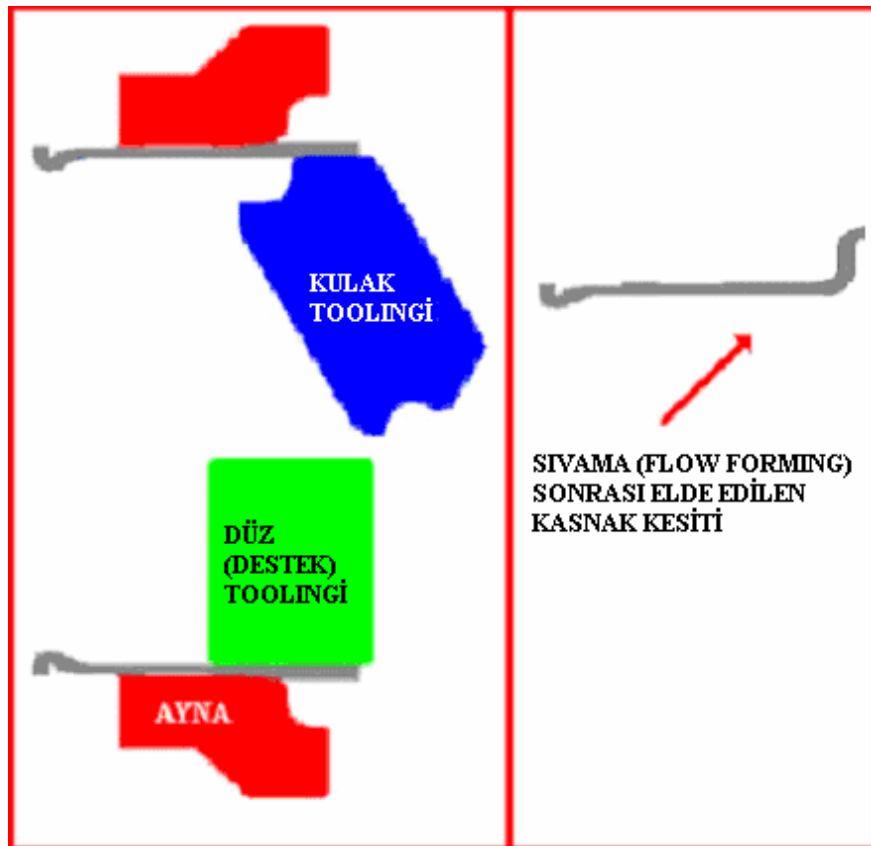 KULAK
TOOLINGİ
DÜZ
(DESTEK)
TOOLINGİ
AYNA
SIVAMA (FLOW FORMING)
SONRASI ELDE EDİLEN
KASNAK KESİTİ